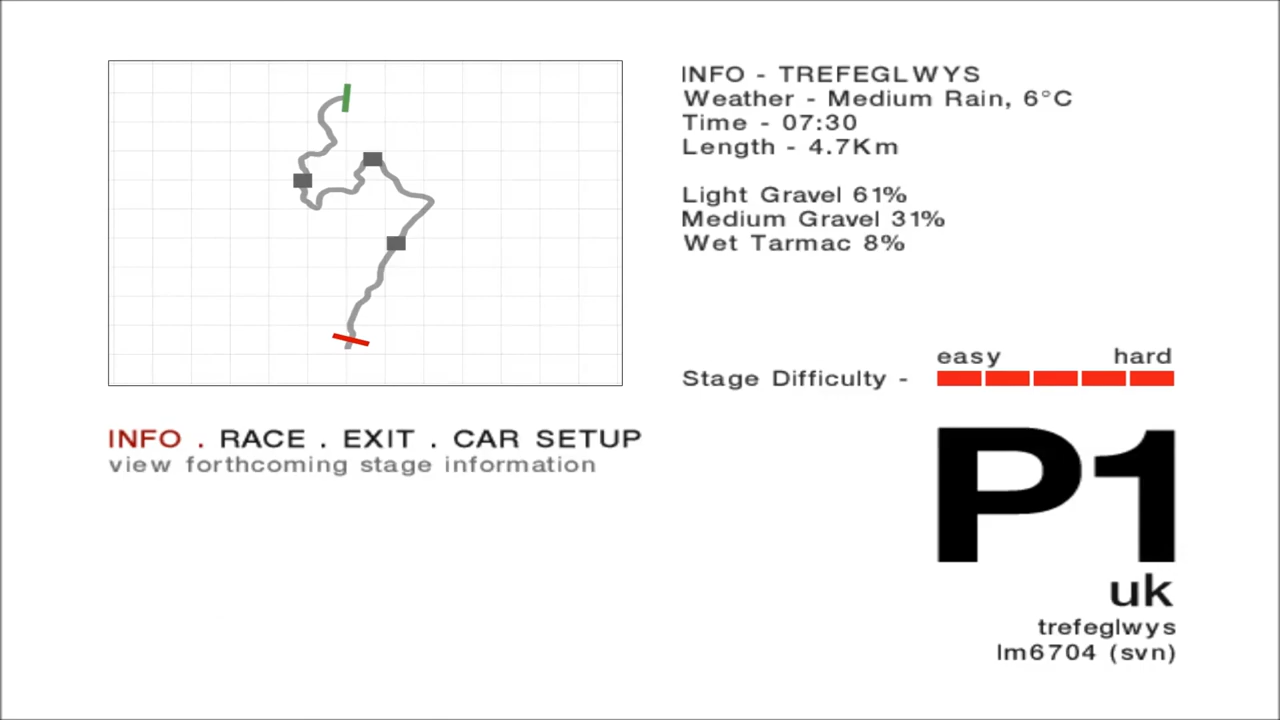 INFO - TREFEGLWYS
Weather - Medium Rain, 6°C
Time - 07:30
Length - 4.7Km
Light Gravel 61%
Medium Gravel 31%
Wet Tarmac 8%
easy hard
Stage Difficulty -
INFO . RACE . EXIT . CAR SETUP
view forthcoming stage information
P1
uk
trefeglwys
lm6704 (svn)